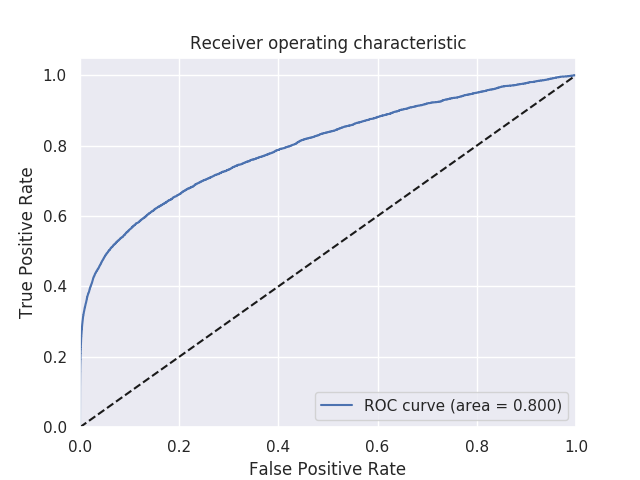 Receiver operating characteristic
True Positive Rate
1.0
0.8
0.6
0.4
0.2
0.0
ROC curve (area = 0.800)
0.0 0.2 0.4 0.6 0.8 1.0
False Positive Rate